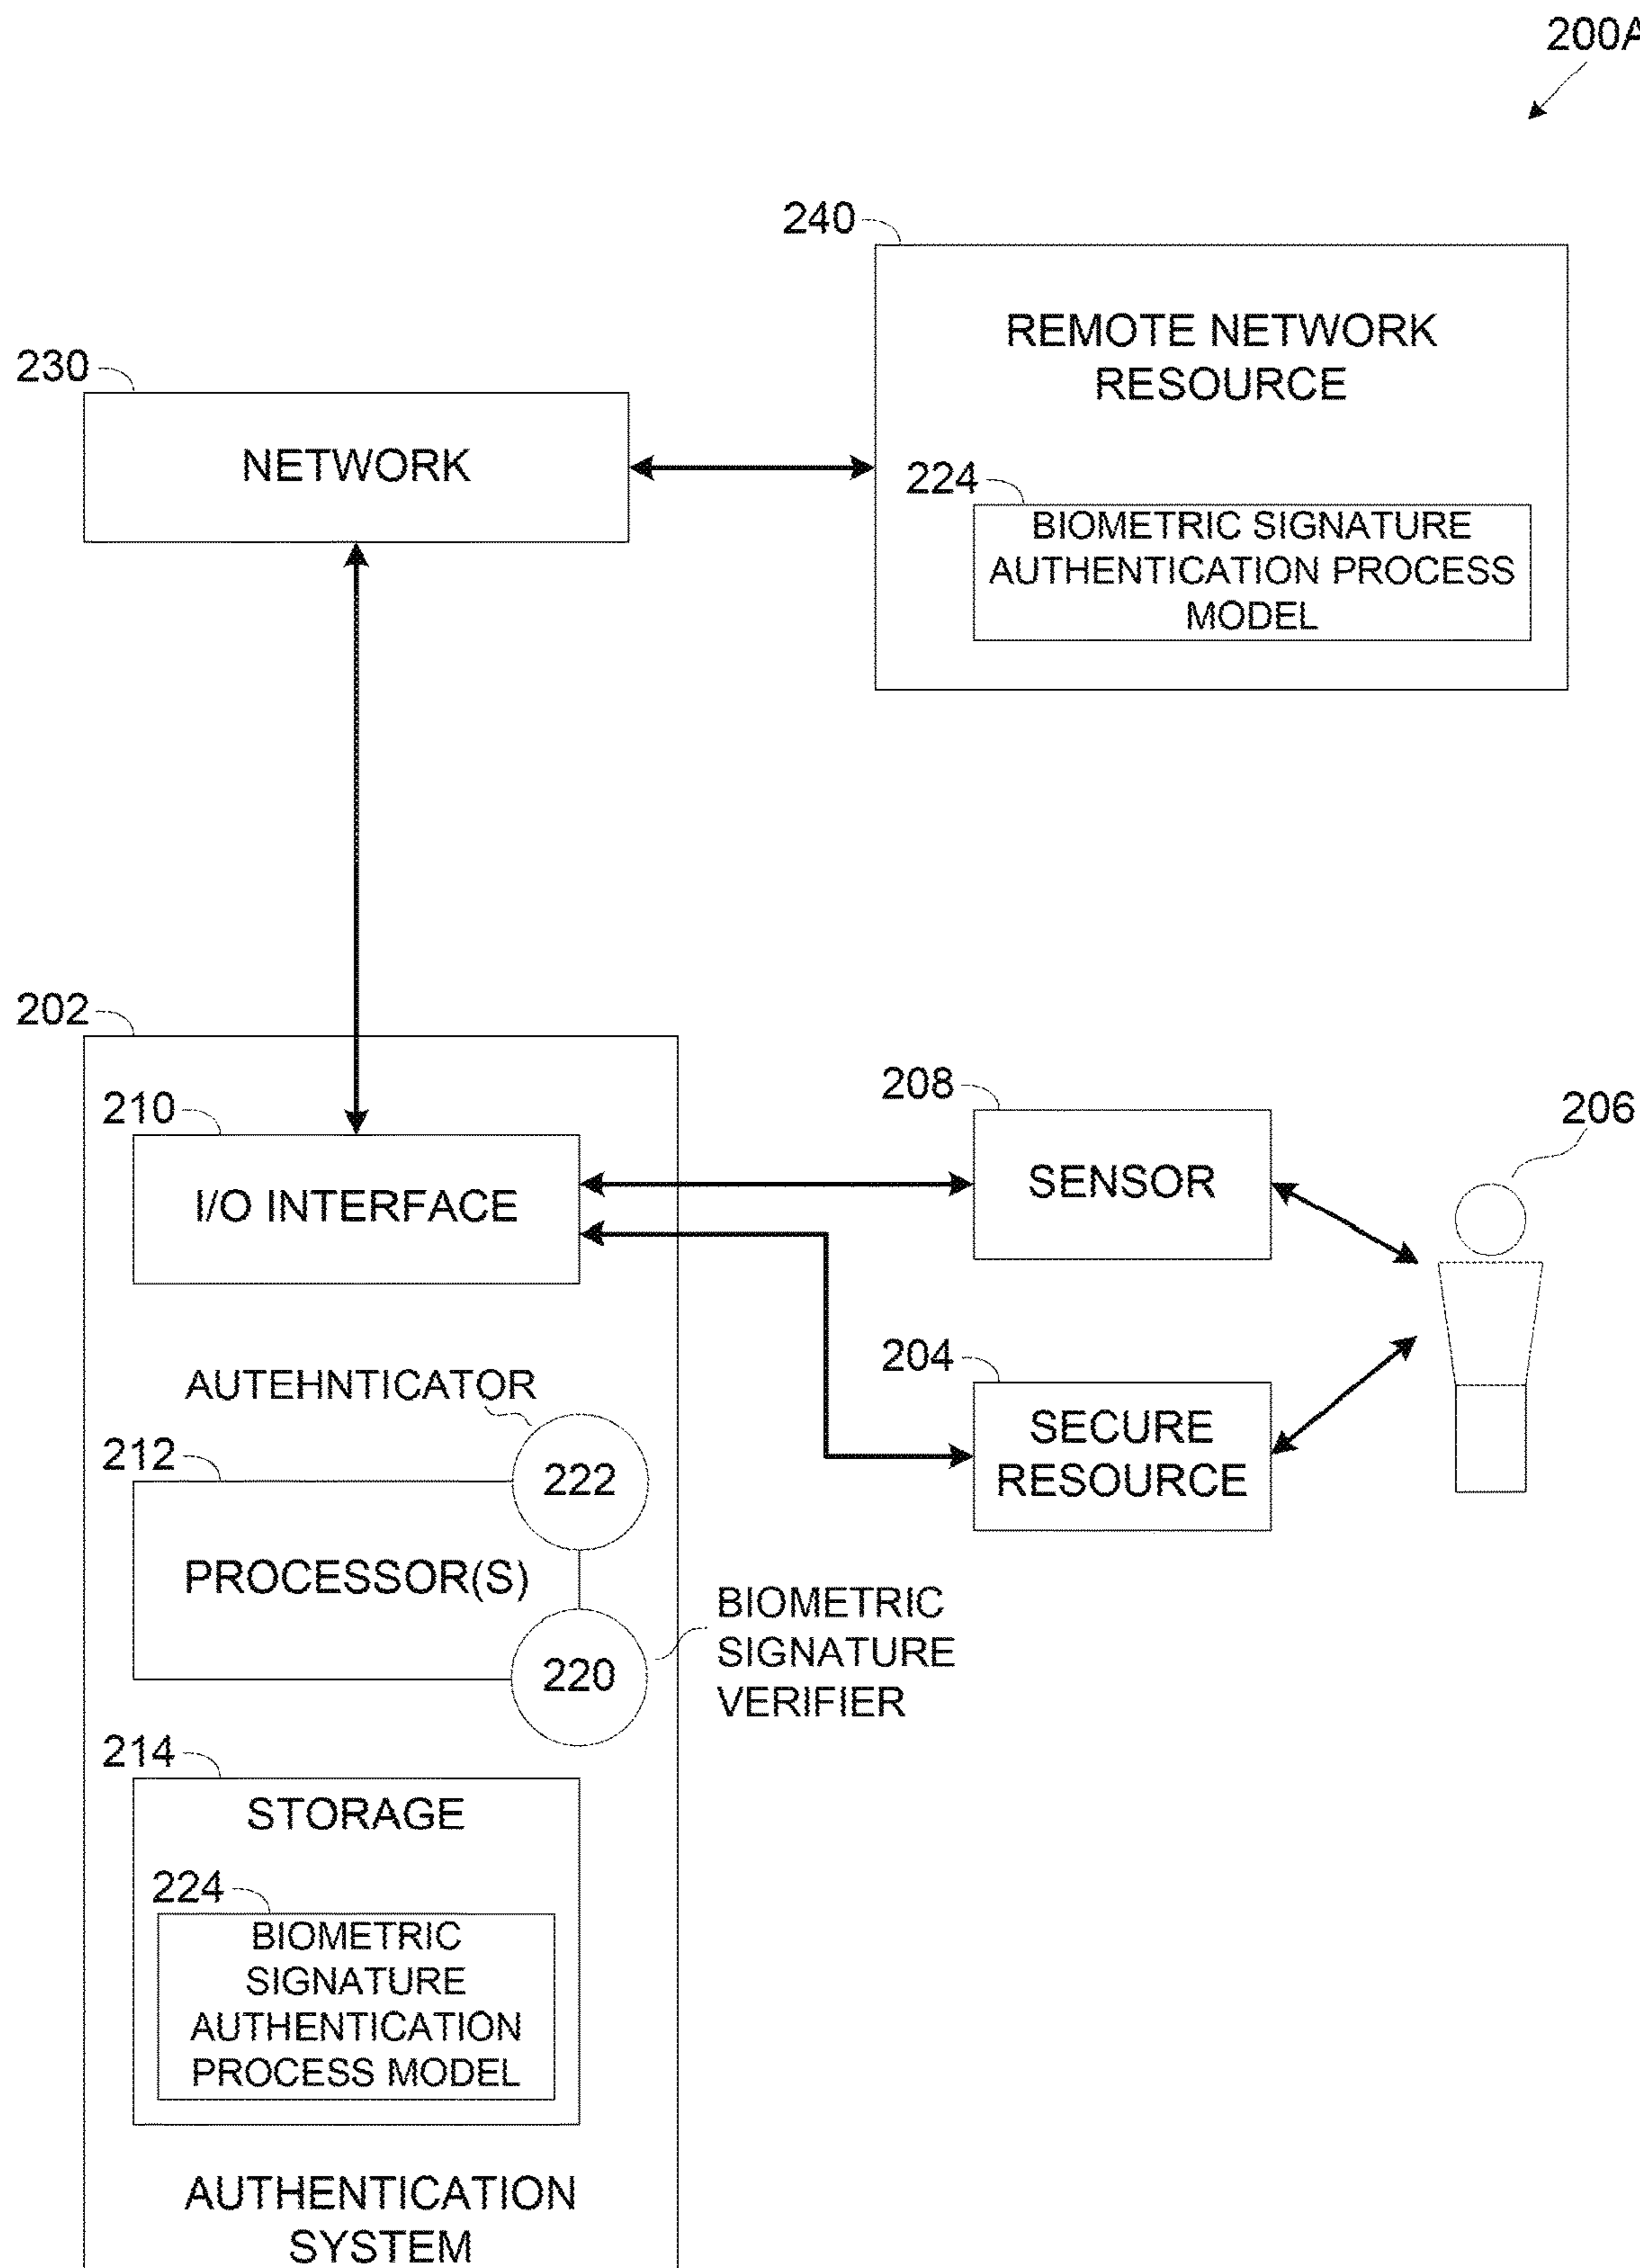 200A
240
REMOTE NETWORK
RESOURCE
230
NETWORK
224
BIOMETRIC SIGNATURE
AUTHENTICATION PROCESS
MODEL
202
210
I/O INTERFACE
208
SENSOR
206
204
SECURE
RESOURCE
AUTEHNTICATOR
222
212
PROCESSOR(S)
220
BIOMETRIC
SIGNATURE
VERIFIER
214
STORAGE
224
BIOMETRIC
SIGNATURE
AUTHENTICATION
PROCESS MODEL
AUTHENTICATION
SYSTEM